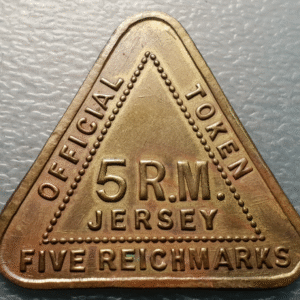 OFFICIAL TOKEN
5 R.M.
JERSEY
FIVE REICHMARKS